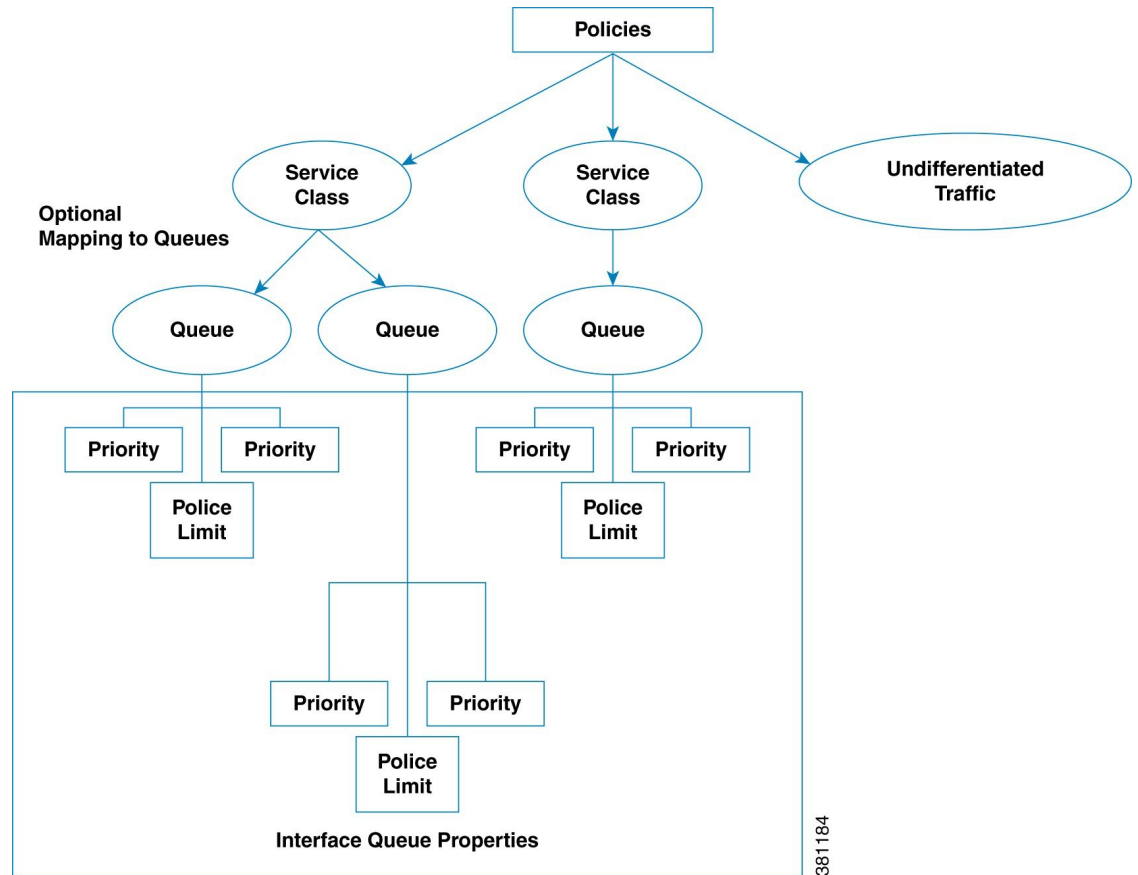 Policies
Service
Class
Service
Class
Undifferentiated
Traffic
Optional
Mapping to Queues
Queue
Queue
Queue
Priority
Priority
Priority
Priority
Police
Limit
Police
Limit
Priority
Priority
Police
Limit
Interface Queue Properties
381184